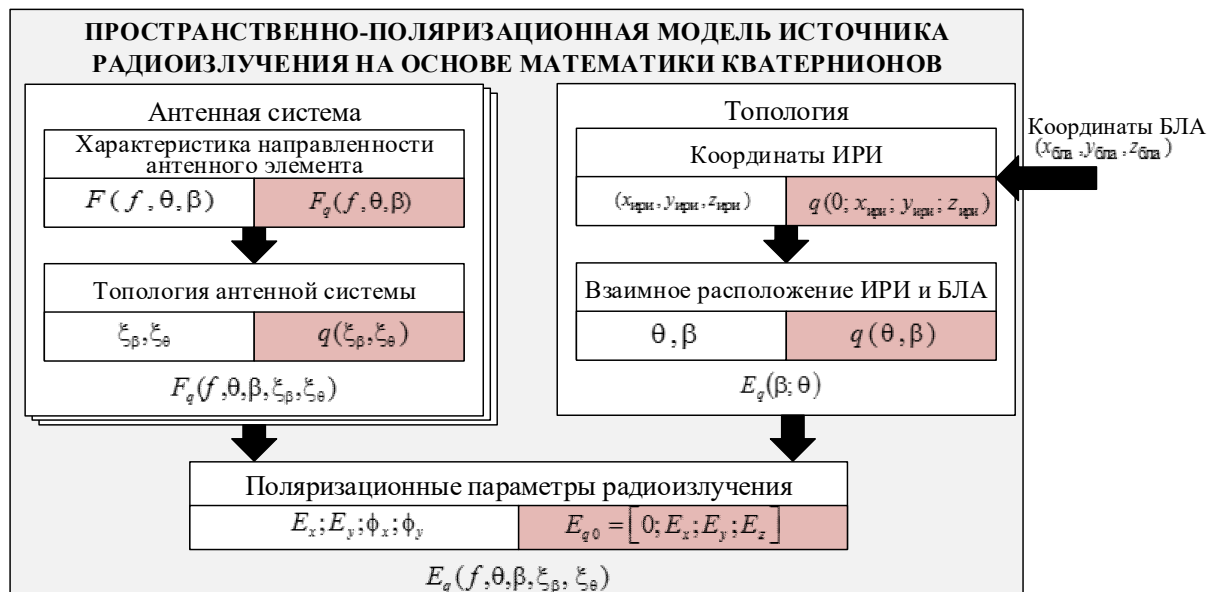 ПРОСТРАНСТВЕННО-ПОЛЯРИЗАЦИОННАЯ МОДЕЛЬ ИСТОЧНИКА
РАДИОИЗЛУЧЕНИЯ НА ОСНОВЕ МАТЕМАТИКИ КВАТЕРНИОНОВ
Антенная система
Характеристика направленности
антенного элемента
F(f,θ,β)
F_q(f,θ,β)
Топология антенной системы
ξ_β,ξ_θ
q(ξ_β,ξ_θ)
F_q(f,θ,β,ξ_β,ξ_θ)
Топология
Координаты ИРИ
(x_ири,y_ири,z_ири)
q(0;x_ири;y_ири;z_ири)
Взаимное расположение ИРИ и БЛА
θ,β
q(θ,β)
E_q(β;θ)
Координаты БЛА
(x_бла,y_бла,z_бла)
Поляризационные параметры радиоизлучения
E_x;E_y;ϕ_x;ϕ_y
E_q0=[0;E_x;E_y;E_z]
E_q(f,θ,β,ξ_β,ξ_θ)